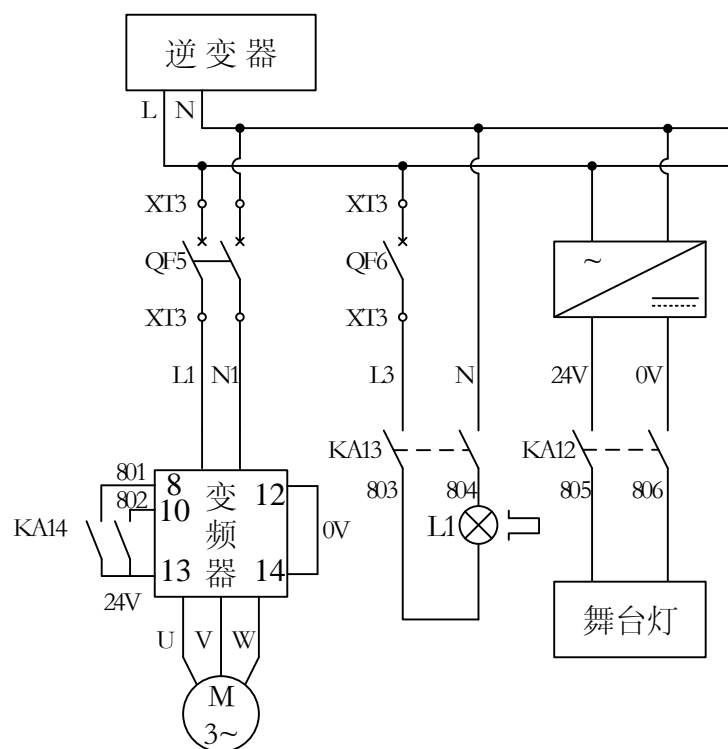 逆变器
L N
XT3 XT3
QF5 QF6 ~
XT3 XT3
L1 N1 L3 N 24V 0V
KA13 KA12
801 8 变 12 803 804 805 806
802 10 频
KA14 L1 0V
13 器 14
24V
舞台灯
U V W
M
3~